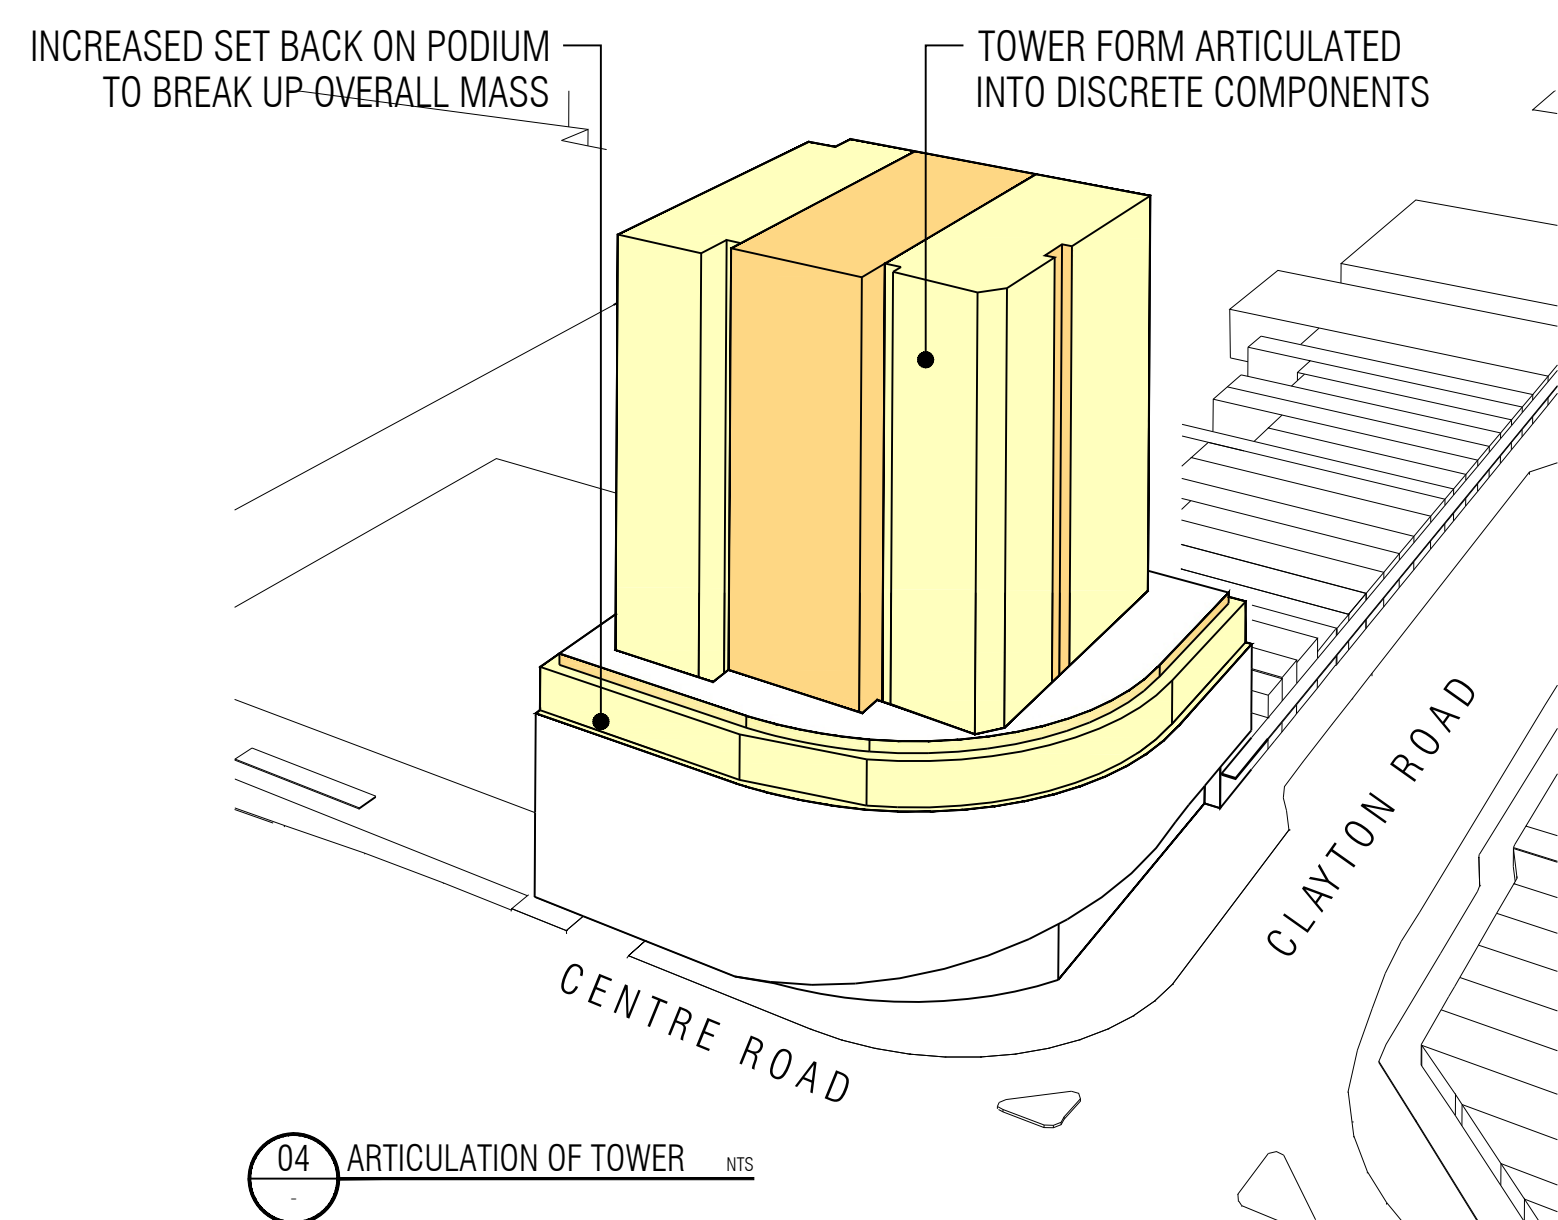 INCREASED SET BACK ON PODIUM
TO BREAK UP OVERALL MASS
TOWER FORM ARTICULATED
INTO DISCRETE COMPONENTS
CLAYTON ROAD
CENTRE ROAD
04
-
ARTICULATION OF TOWER NTS